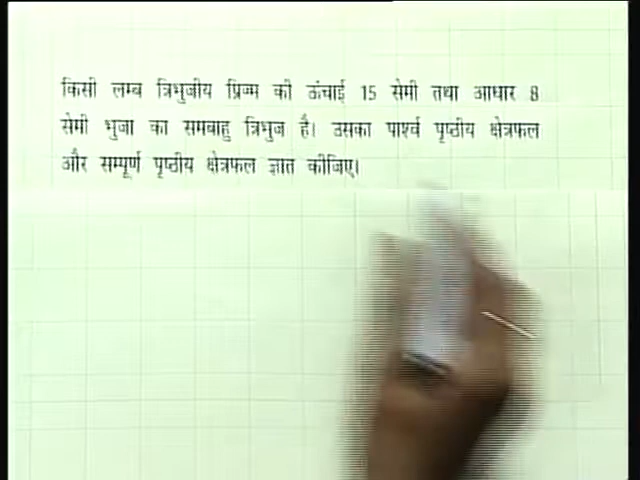 किसी लम्ब त्रिभुजीय प्रिज्म की ऊंचाई 15 सेमी तथा आधार 8
सेमी भुजा का समबाहु त्रिभुज है। उसका पार्श्व पृष्ठीय क्षेत्रफल
और सम्पूर्ण पृष्ठीय क्षेत्रफल ज्ञात कीजिए।